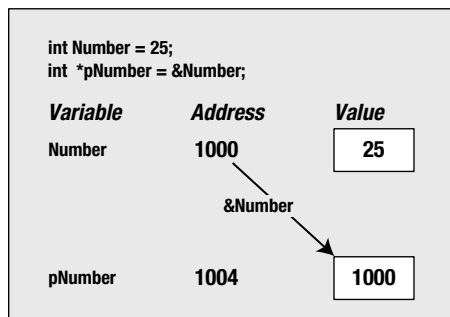 int Number = 25;
int *pNumber = &Number;
Variable Address Value
Number 1000 25
&Number
pNumber 1004 1000